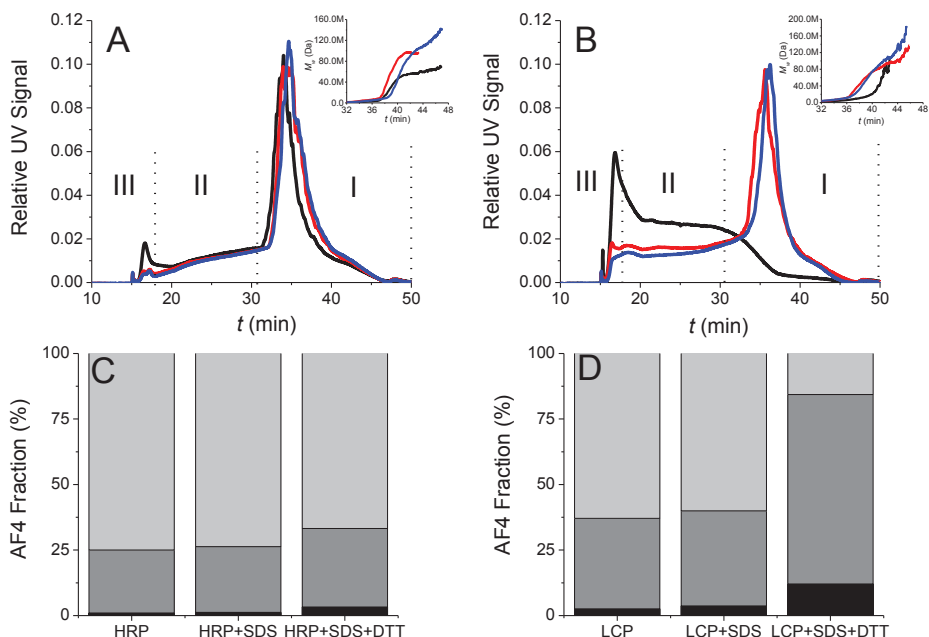 A
0.12
0.10
0.08
0.06
0.04
0.02
0.00
Relative UV Signal
III
II
I
10
20
30
40
50
t (min)
160.0M
120.0M
80.0M
40.0M
0.0
Mw (Da)
32
36
40
44
48
t (min)
B
0.12
0.10
0.08
0.06
0.04
0.02
0.00
Relative UV Signal
III
II
I
10
20
30
40
50
t (min)
200.0M
160.0M
120.0M
80.0M
40.0M
0.0
Mw (Da)
32
36
40
44
48
t (min)
C
100
75
50
25
0
AF4 Fraction (%)
HRP
HRP+SDS
HRP+SDS+DTT
D
100
75
50
25
0
AF4 Fraction (%)
LCP
LCP+SDS
LCP+SDS+DTT